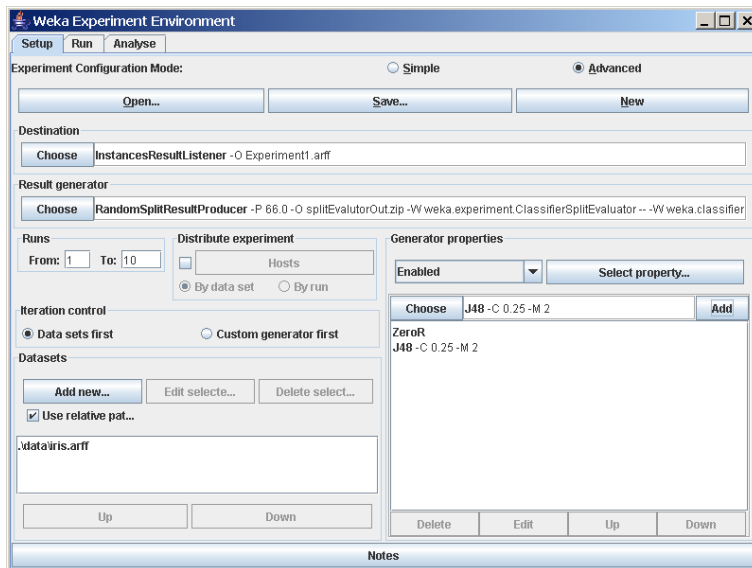 Weka Experiment Environment
Setup Run Analyse
Experiment Configuration Mode: Simple Advanced
Open... Save... New
Destination
Choose InstancesResultListener -O Experiment1.arff
Result generator
Choose RandomSplitResultProducer -P 66.0 -O splitEvalutorOut.zip -W weka.experiment.ClassifierSplitEvaluator -- -W weka.classifier
Runs
From: 1 To: 10
Distribute experiment
Hosts
By data set By run
Generator properties
Enabled Select property...
Choose J48 -C 0.25 -M 2 Add
ZeroR
J48 -C 0.25 -M 2
Iteration control
Data sets first Custom generator first
Datasets
Add new... Edit selecte... Delete select...
Use relative pat...
.\data\iris.arff
Up Down
Delete Edit Up Down
Notes